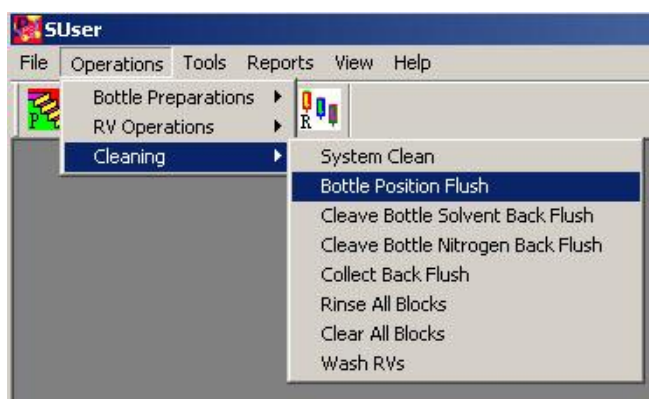 SUser
File Operations Tools Reports View Help
P
R
Bottle Preparations
RV Operations
Cleaning
System Clean
Bottle Position Flush
Cleave Bottle Solvent Back Flush
Cleave Bottle Nitrogen Back Flush
Collect Back Flush
Rinse All Blocks
Clear All Blocks
Wash RVs